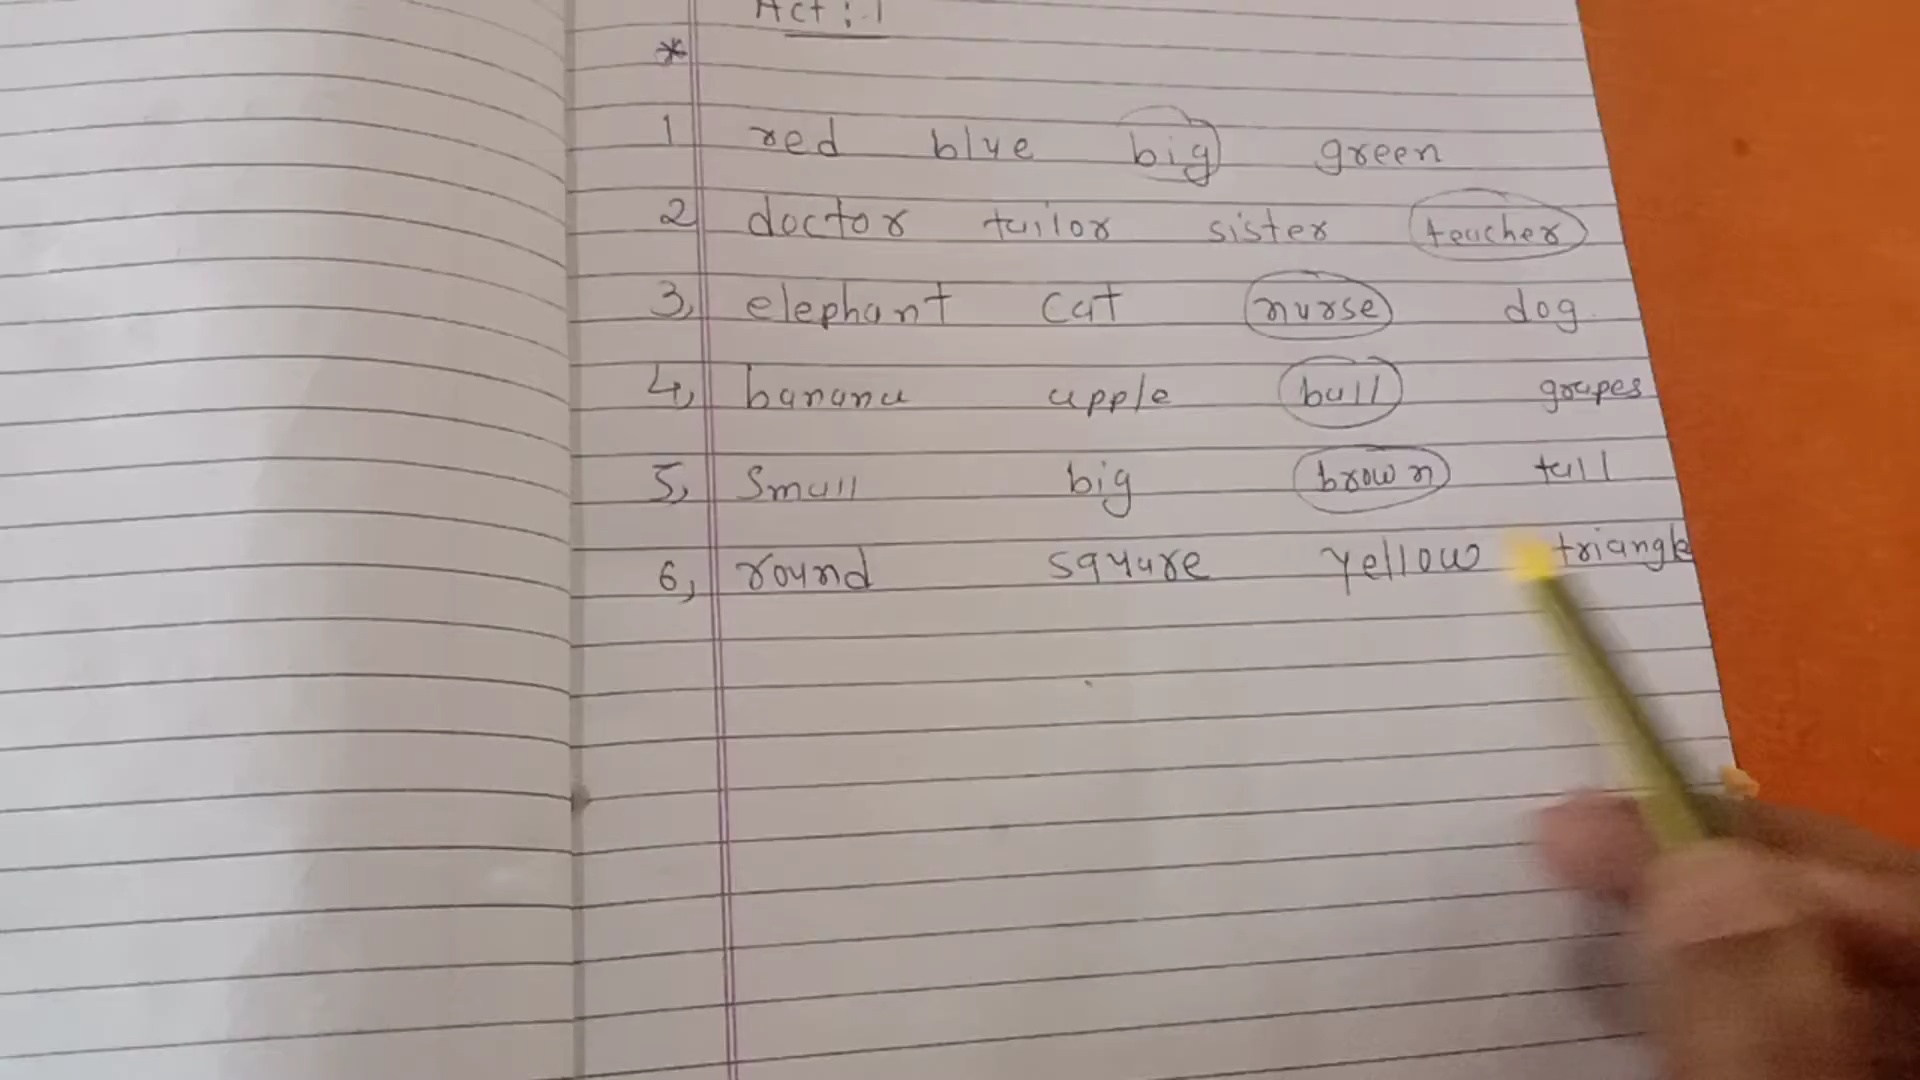 Act : 1
*
1 red blue big green
2 doctor tailor sister teacher
3, elephant cat nurse dog
4, banana apple ball grapes
5, Small big brown tall
6, round square yellow triangle